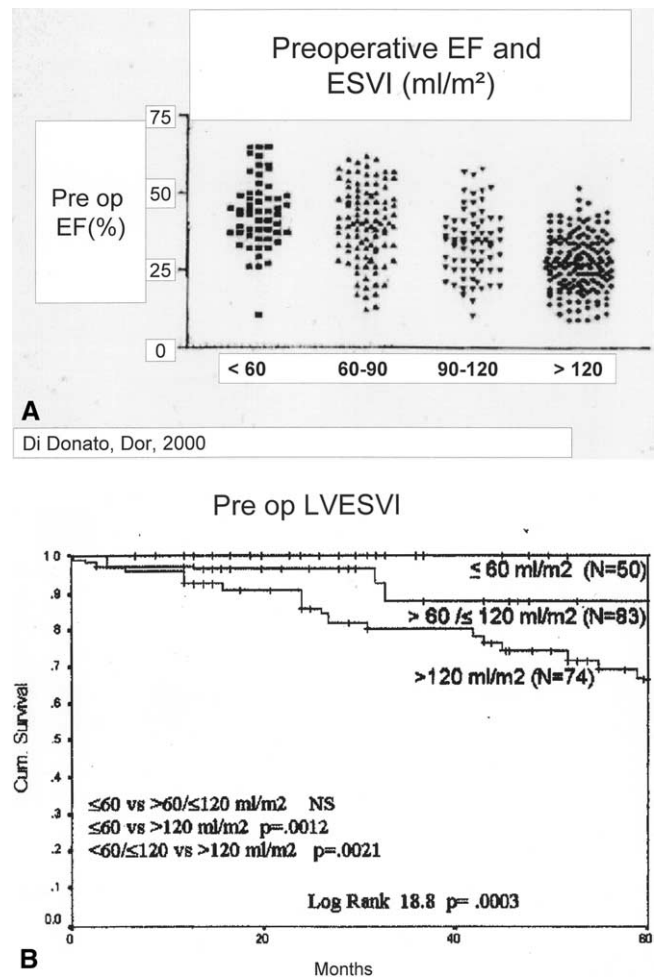 Preoperative EF and
ESVI (ml/m²)
75
Pre op
EF(%)
50
25
0
< 60
60-90
90-120
> 120
A
Di Donato, Dor, 2000
Pre op LVESVI
1.0
.9
.8
.7
.6
.5
.4
.3
.2
.1
0.0
Cum. Survival
≤ 60 ml/m2 (N=50)
> 60 /≤ 120 ml/m2 (N=83)
>120 ml/m2 (N=74)
≤60 vs >60/≤120 ml/m2 NS
≤60 vs >120 ml/m2 p=.0012
<60/≤120 vs >120 ml/m2 p=.0021
Log Rank 18.8 p= .0003
0
20
40
60
B
Months